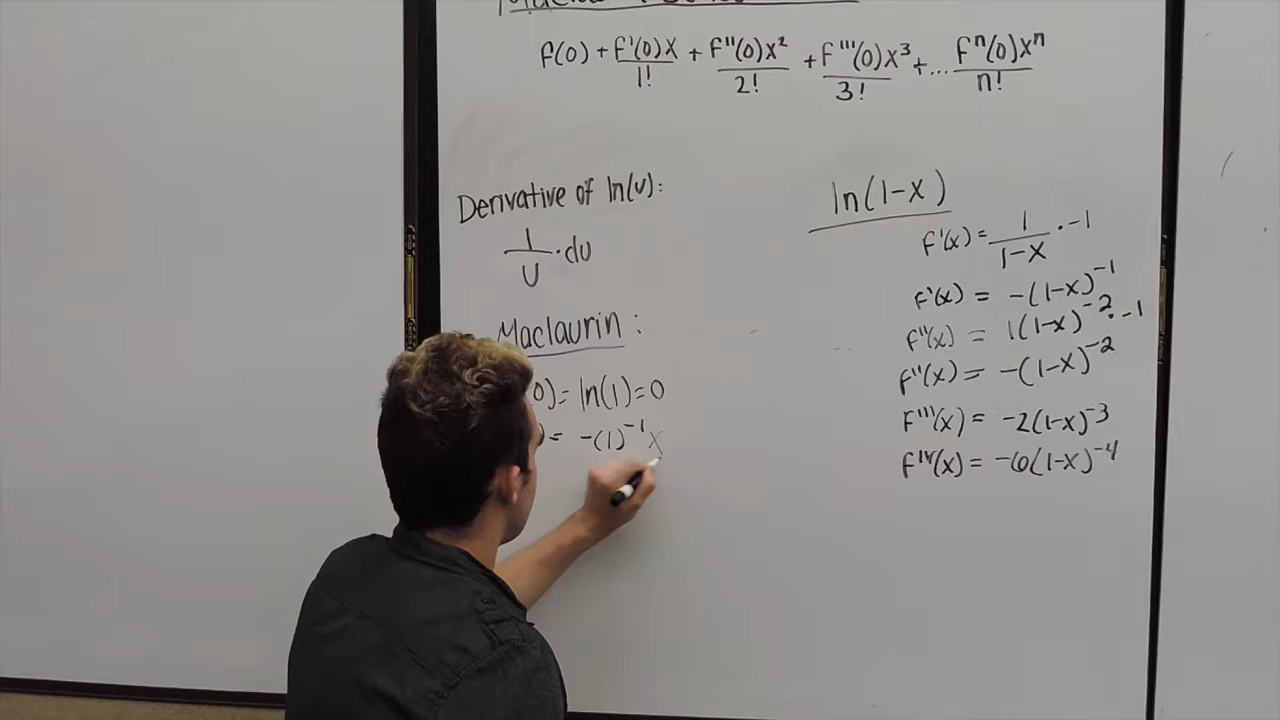 f(0) + f'(0)x/1! + f''(0)x²/2! + f'''(0)x³/3! + ... fⁿ(0)xⁿ/n!
Derivative of ln(u):
1/u · du
Maclaurin :
0) = ln(1) = 0
) = -(1)⁻¹ x
ln(1-x)
f'(x) = 1/(1-x) · -1
f'(x) = -(1-x)⁻¹
f''(x) = 1(1-x)⁻² · -1
f''(x) = -(1-x)⁻²
f'''(x) = -2(1-x)⁻³
fⁱᵛ(x) = -6(1-x)⁻⁴